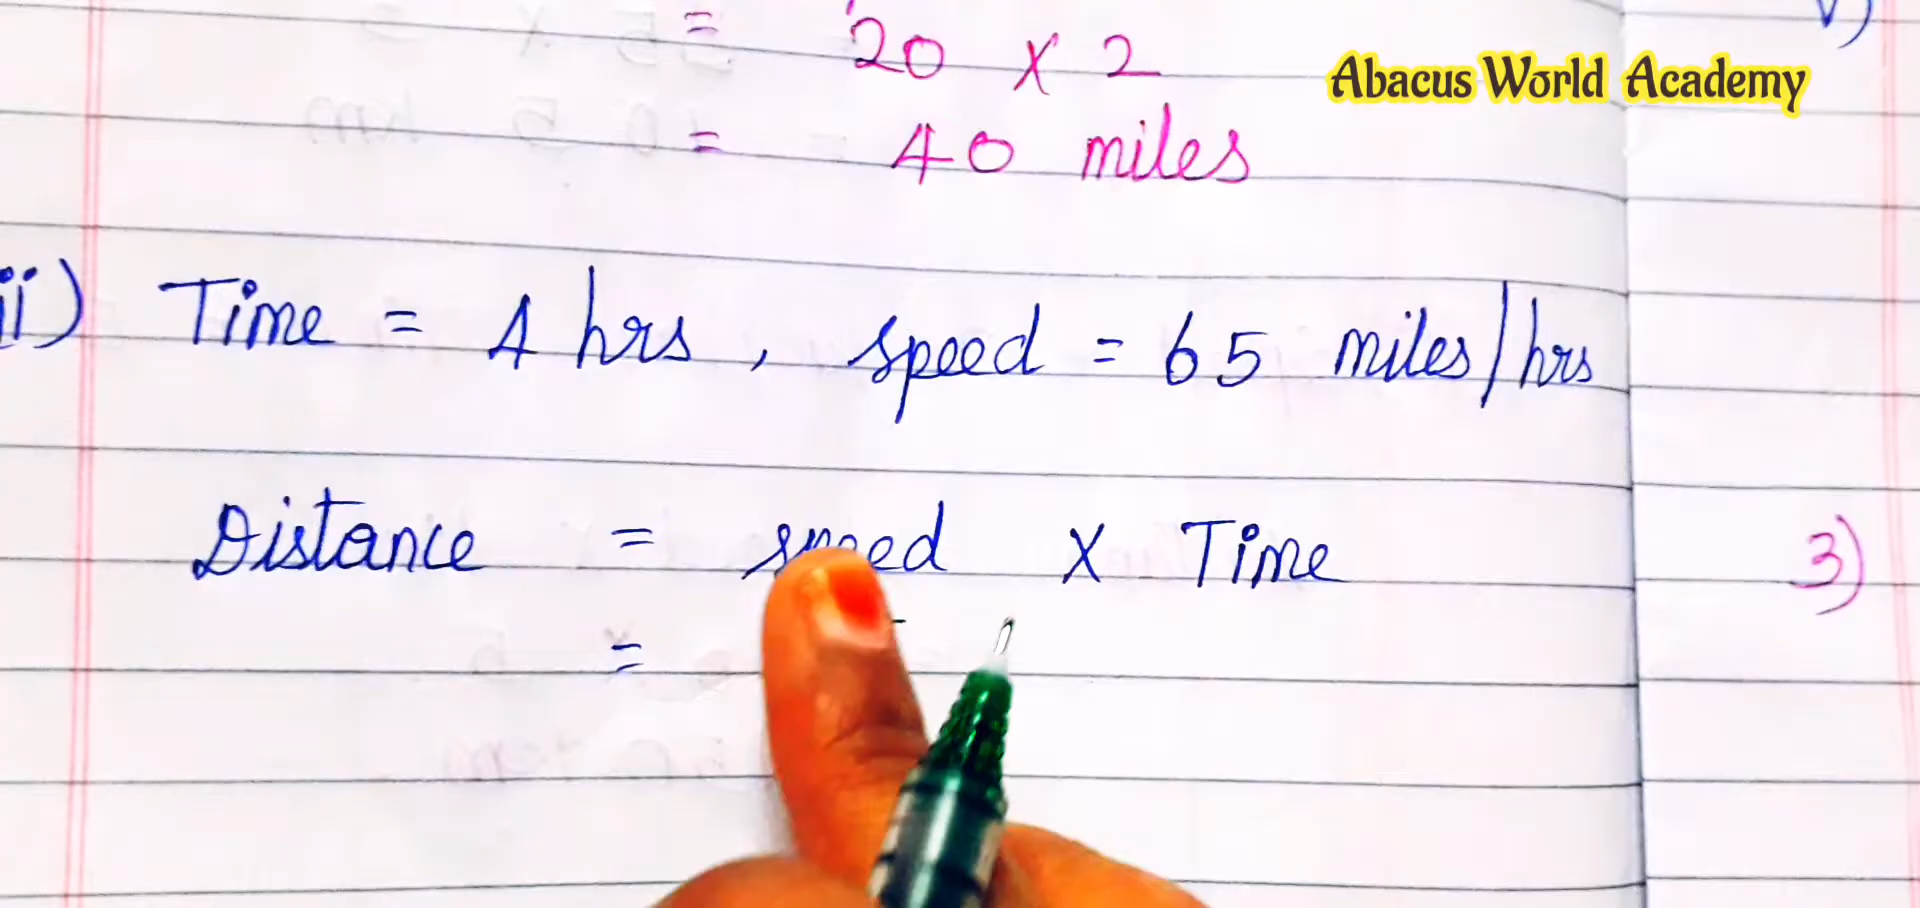 = 20 X 2
Abacus World Academy
= 40 miles
ii) Time = 4 hrs, speed = 65 miles/hrs
Distance = speed X Time
3)
=